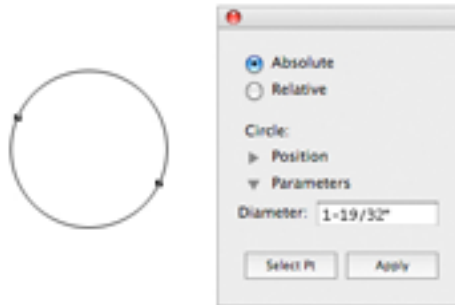 Absolute
Relative
Circle:
Position
Parameters
Diameter: 1-19/32"
Select Pt Apply